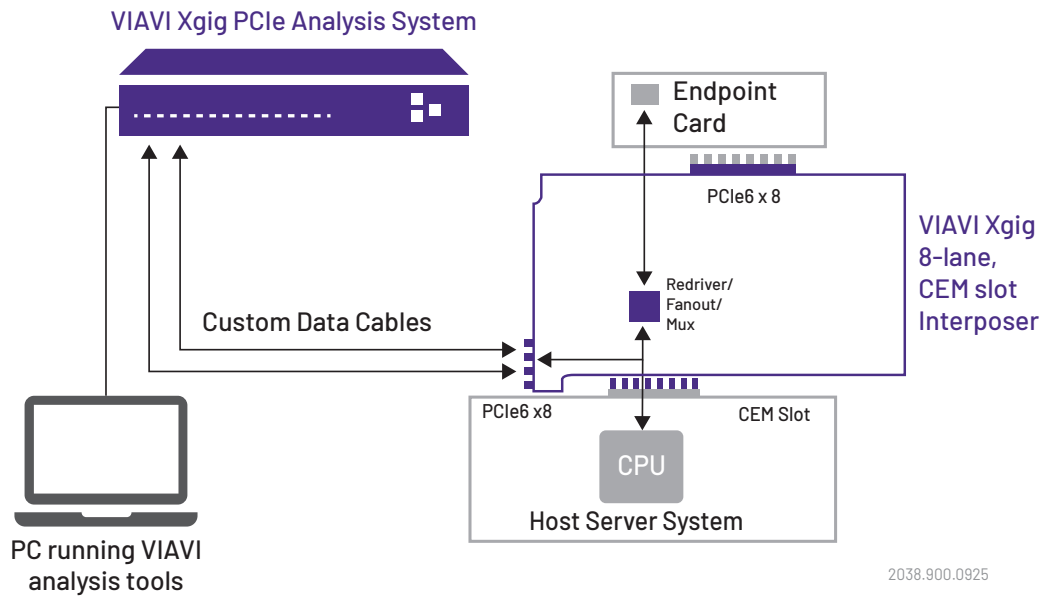 VIAVI Xgig PCIe Analysis System
Endpoint
Card
PCIe6 x 8
VIAVI Xgig
8-lane,
CEM slot
Interposer
Redriver/
Fanout/
Mux
Custom Data Cables
PCIe6 x8
CEM Slot
CPU
Host Server System
PC running VIAVI
analysis tools
2038.900.0925